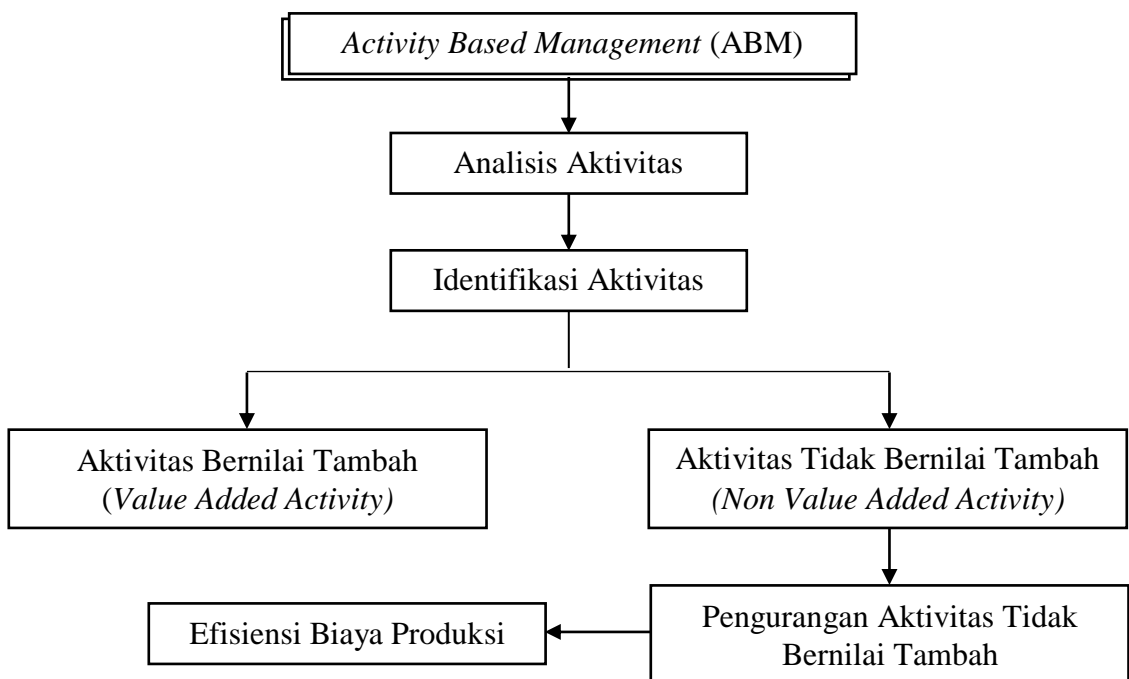 Activity Based Management (ABM)
Analisis Aktivitas
Identifikasi Aktivitas
Aktivitas Bernilai Tambah
(Value Added Activity)
Aktivitas Tidak Bernilai Tambah
(Non Value Added Activity)
Efisiensi Biaya Produksi
Pengurangan Aktivitas Tidak
Bernilai Tambah